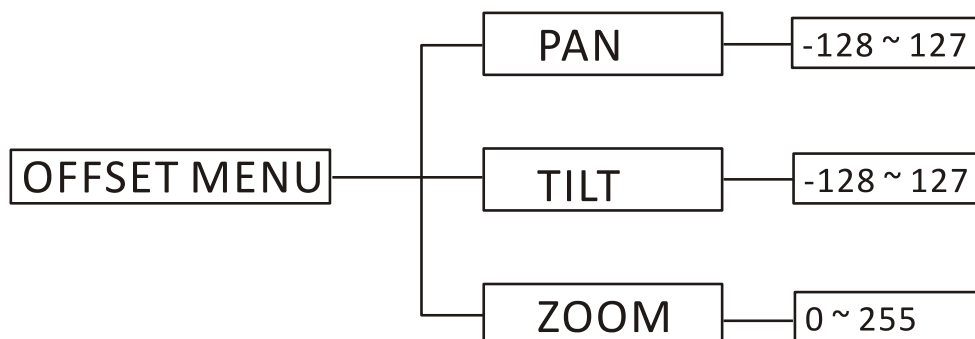 PAN
-128 ~ 127
OFFSET MENU
TILT
-128 ~ 127
ZOOM
0 ~ 255